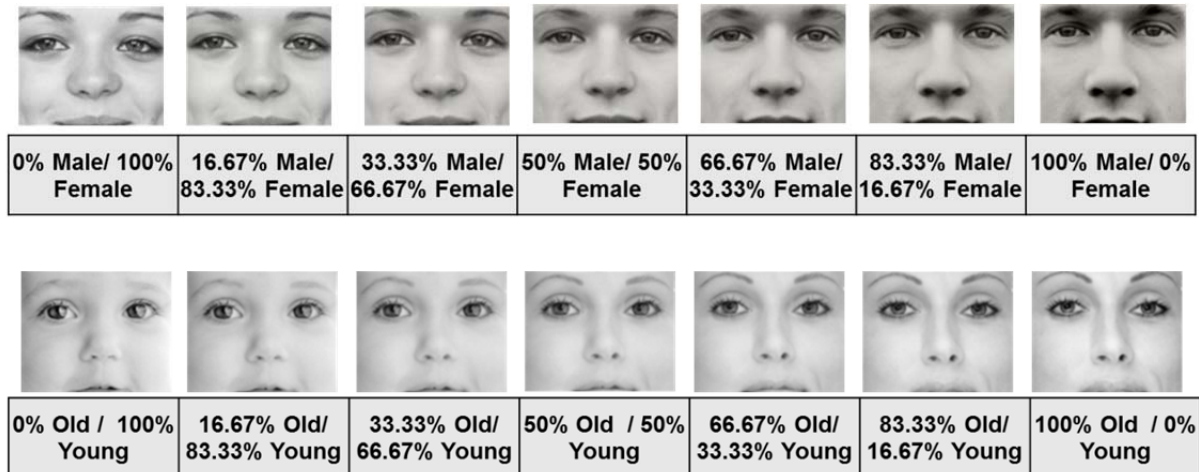 0% Male/ 100% Female
16.67% Male/ 83.33% Female
33.33% Male/ 66.67% Female
50% Male/ 50% Female
66.67% Male/ 33.33% Female
83.33% Male/ 16.67% Female
100% Male/ 0% Female
0% Old / 100% Young
16.67% Old/ 83.33% Young
33.33% Old/ 66.67% Young
50% Old / 50% Young
66.67% Old/ 33.33% Young
83.33% Old/ 16.67% Young
100% Old / 0% Young